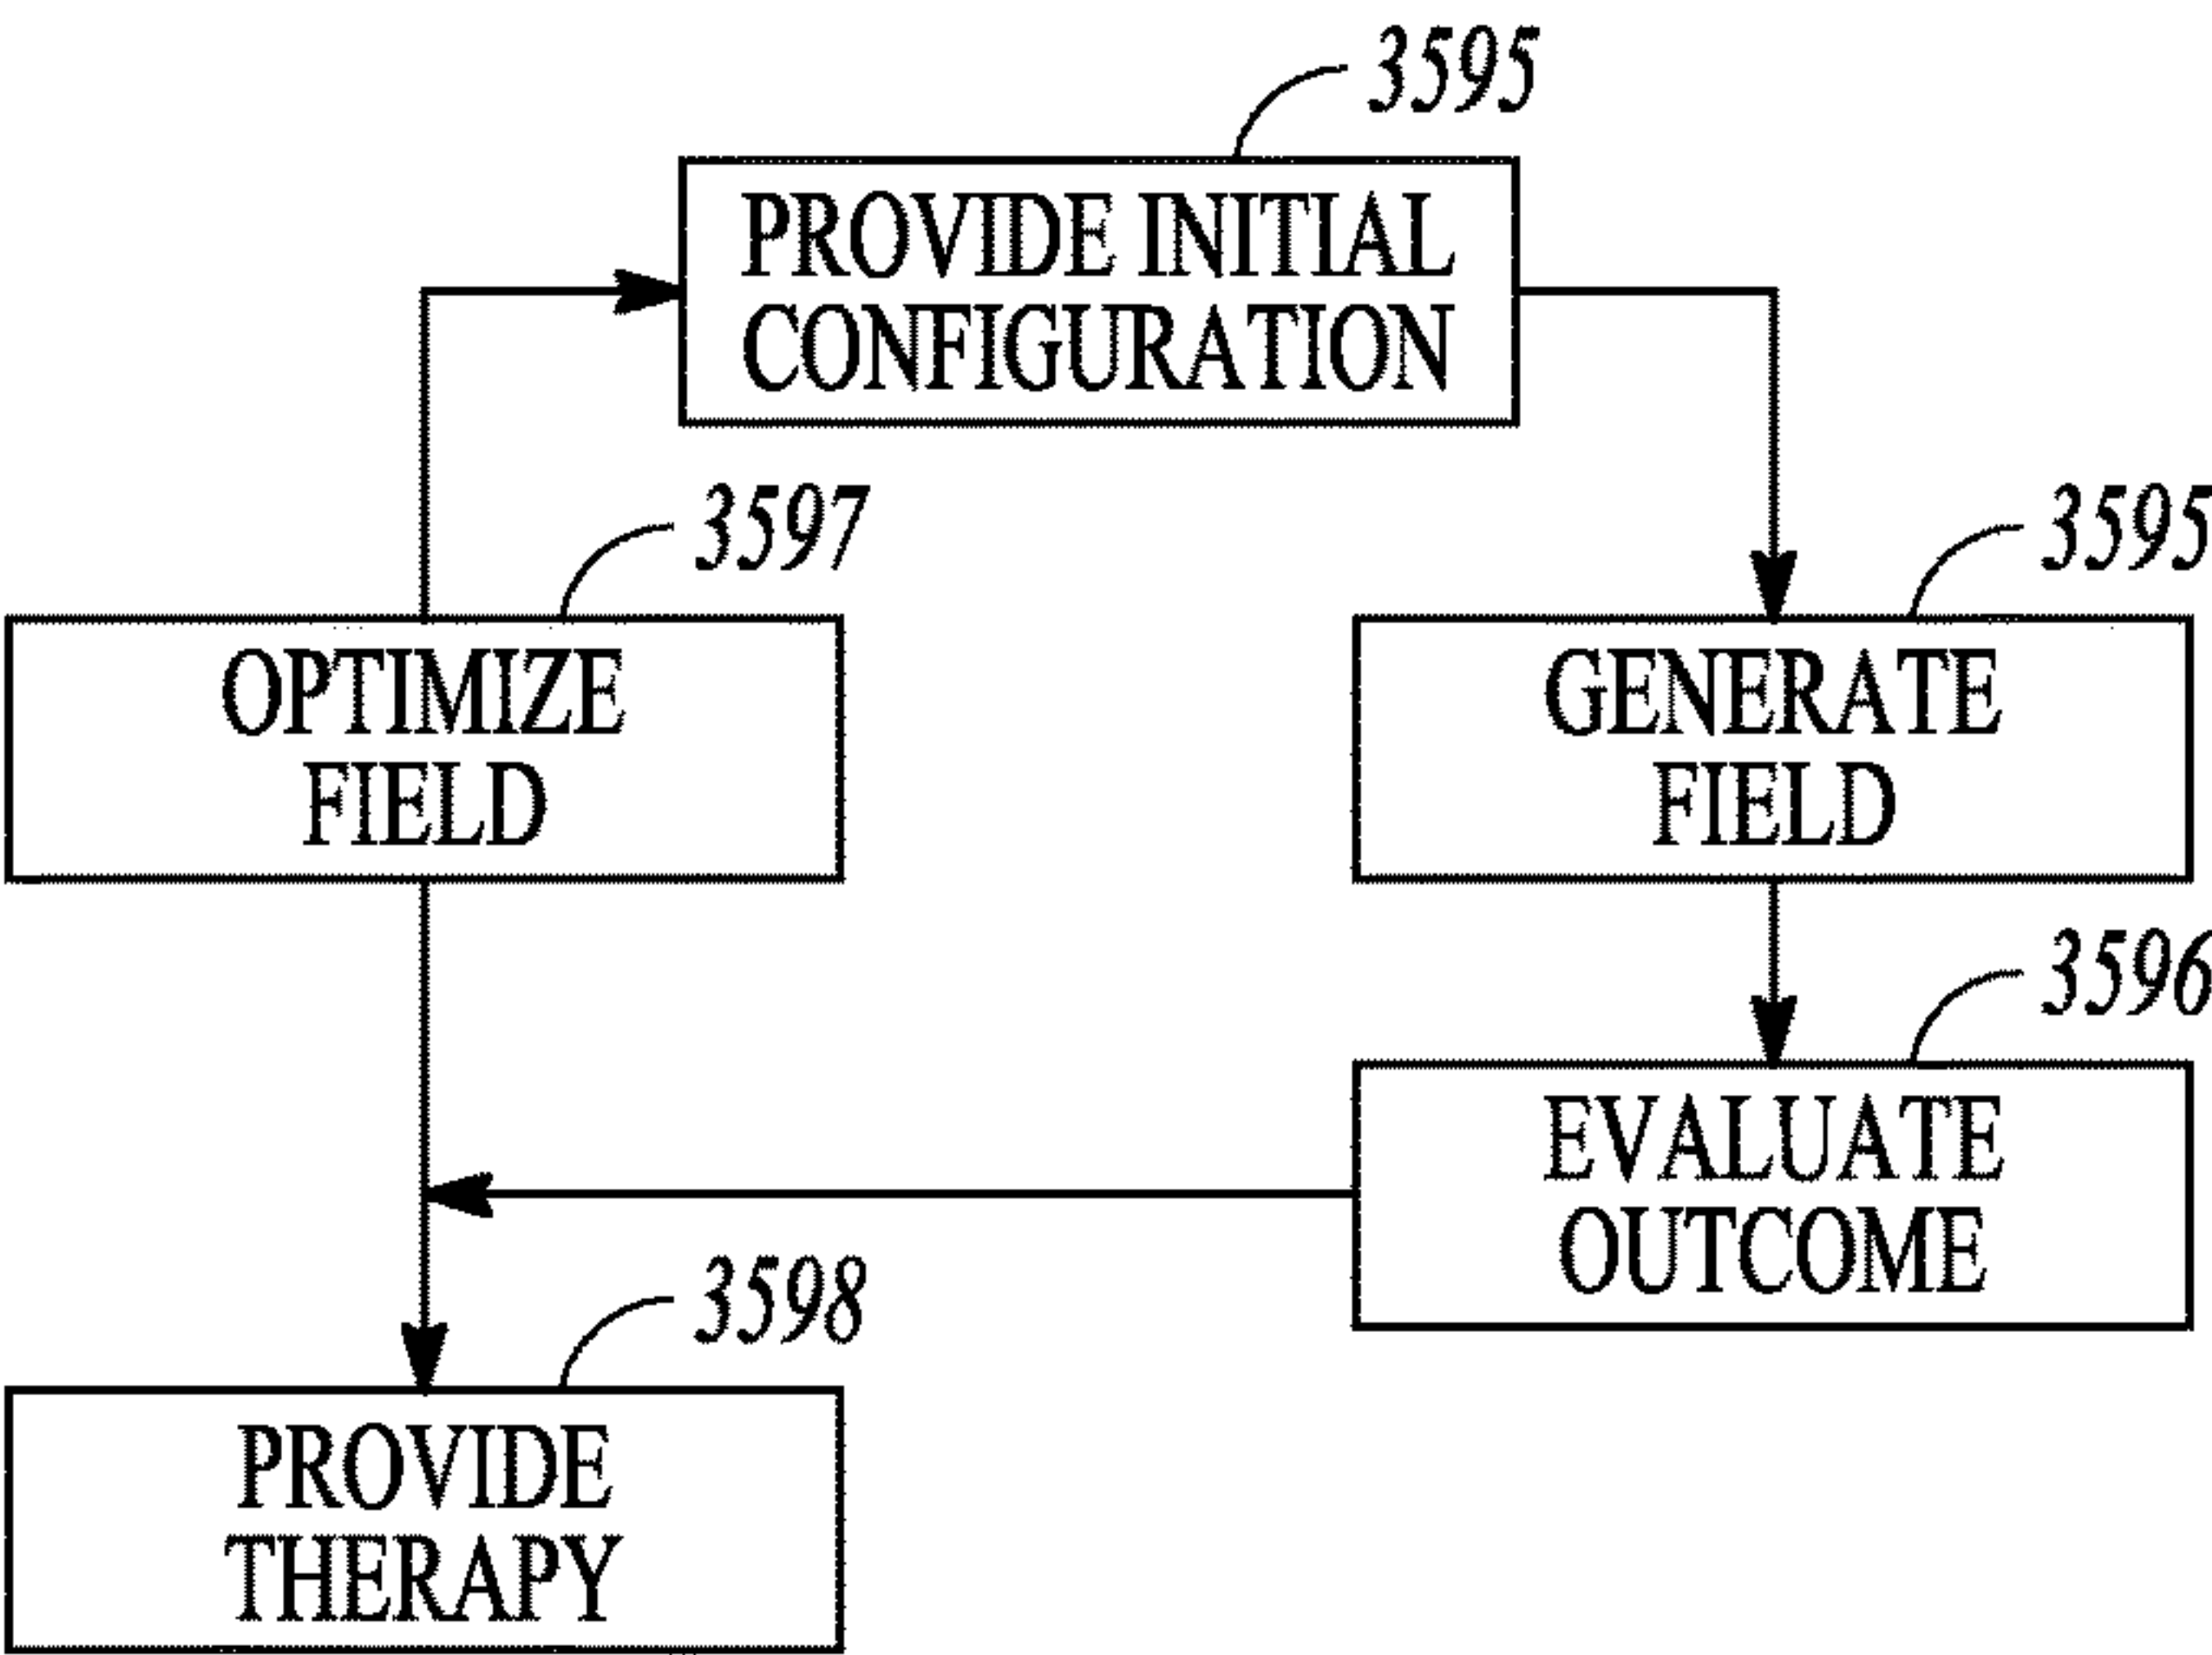 3595
PROVIDE INITIAL
CONFIGURATION
3597
OPTIMIZE
FIELD
3595
GENERATE
FIELD
3596
EVALUATE
OUTCOME
3598
PROVIDE
THERAPY